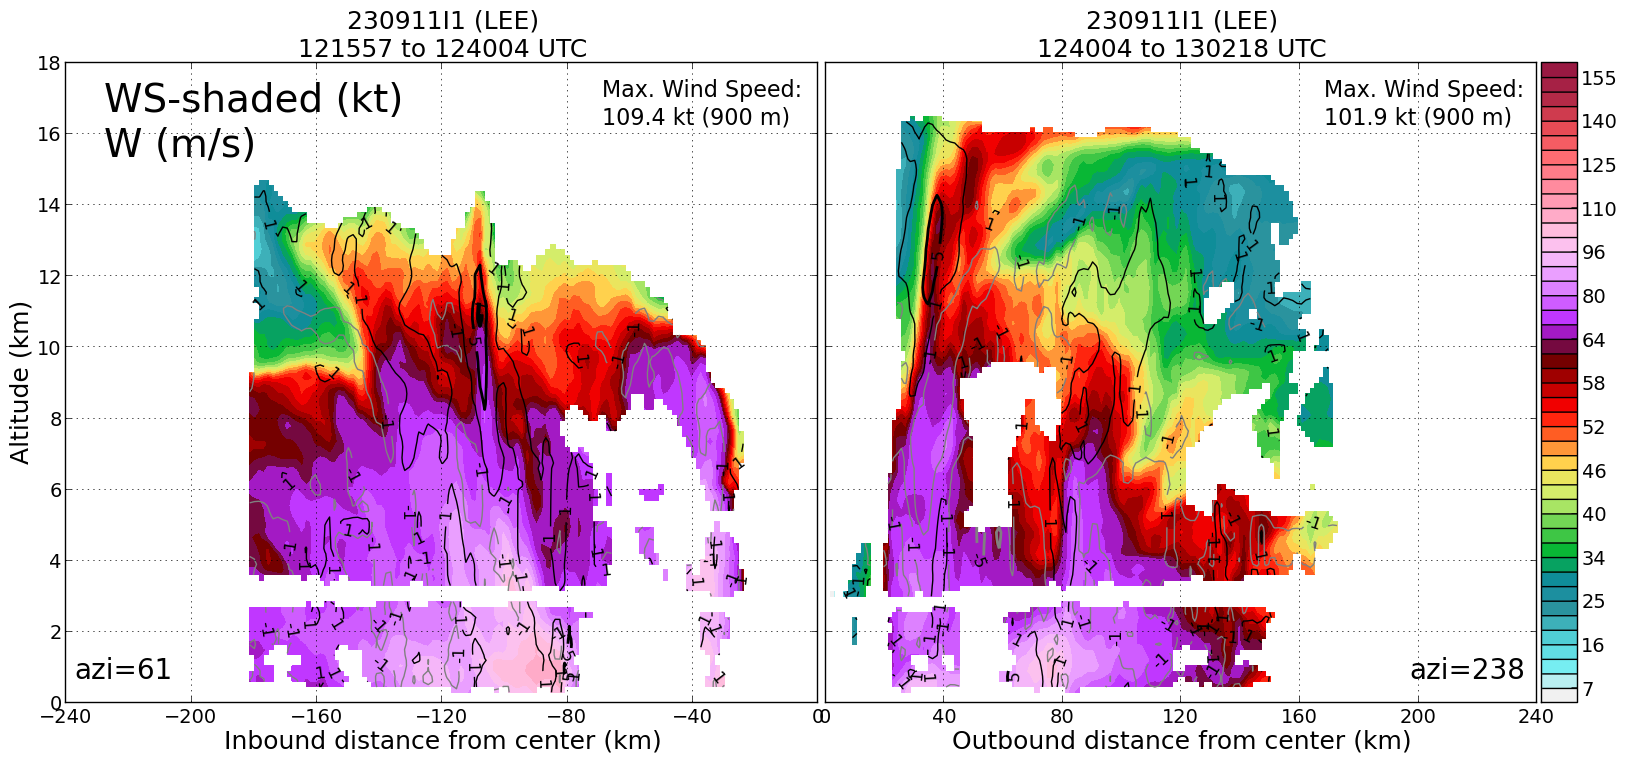 230911I1 (LEE)
121557 to 124004 UTC
230911I1 (LEE)
124004 to 130218 UTC
WS-shaded (kt)
W (m/s)
Max. Wind Speed:
109.4 kt (900 m)
Max. Wind Speed:
101.9 kt (900 m)
18
16
14
12
10
8
6
4
2
0
Altitude (km)
azi=61
azi=238
−240
−200
−160
−120
−80
−40
0
0
40
80
120
160
200
240
Inbound distance from center (km)
Outbound distance from center (km)
155
140
125
110
96
80
64
58
52
46
40
34
25
16
7